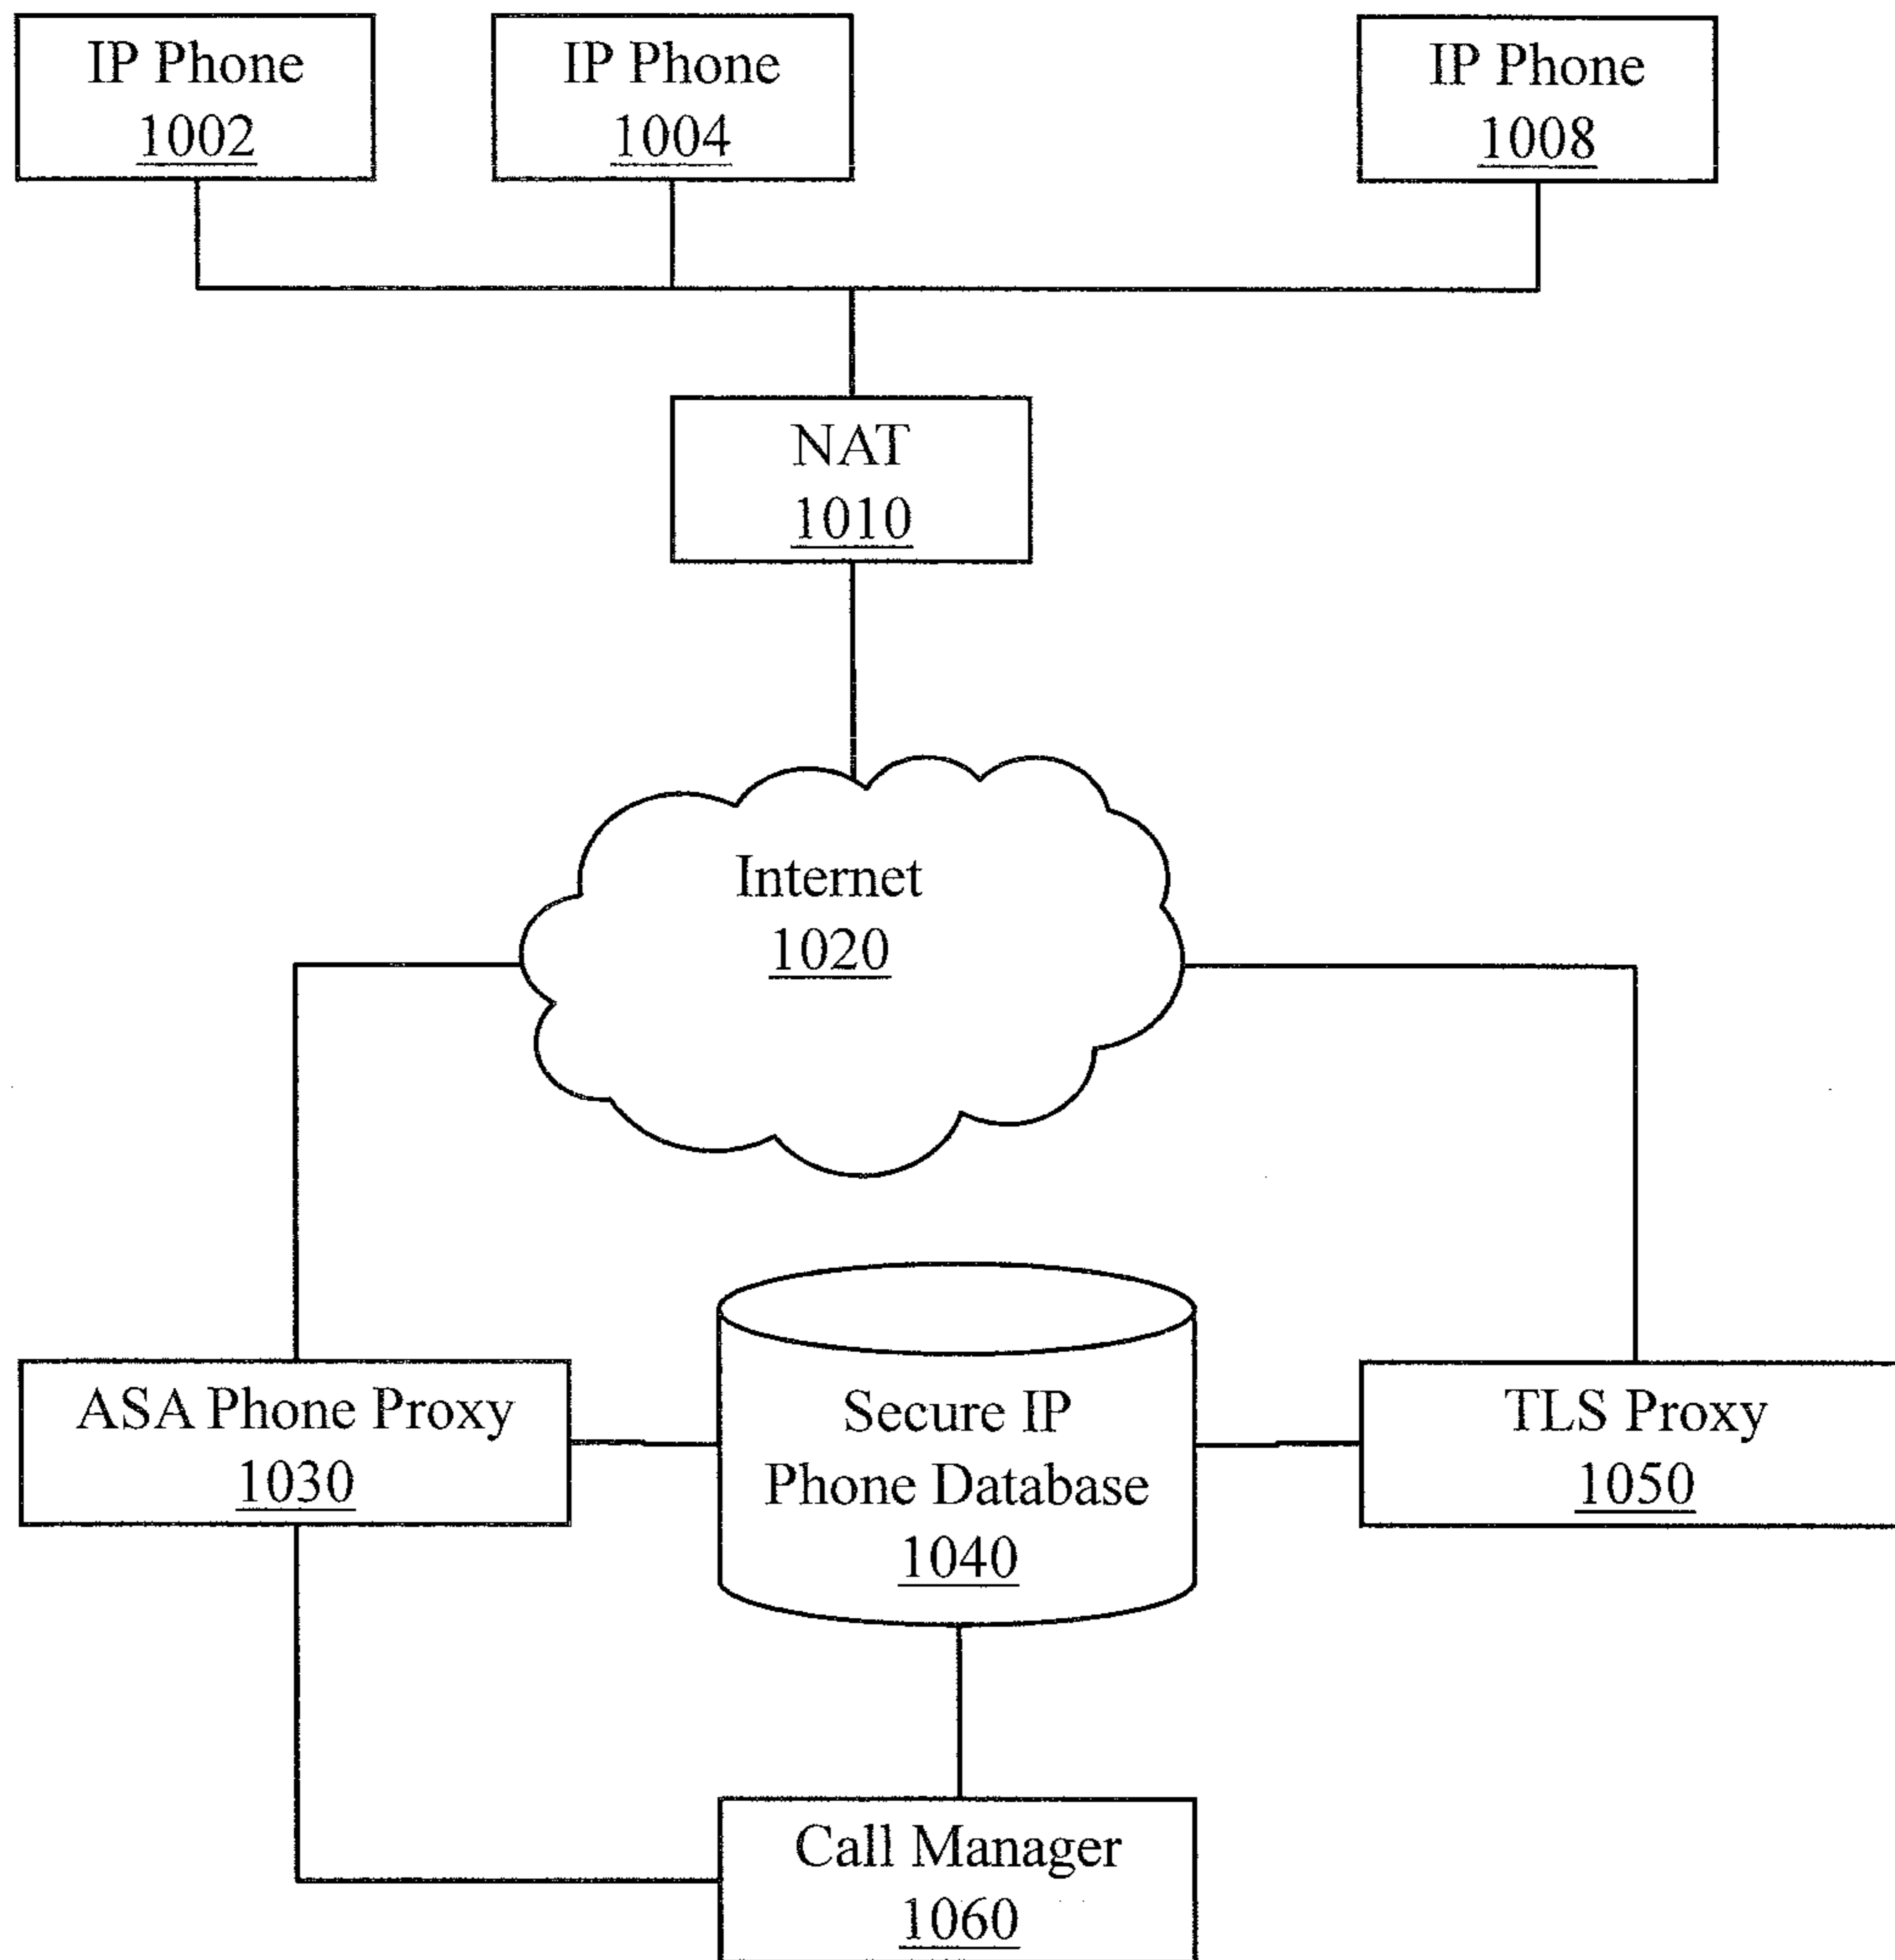 IP Phone
1002
IP Phone
1004
IP Phone
1008
NAT
1010
Internet
1020
ASA Phone Proxy
1030
Secure IP
Phone Database
1040
TLS Proxy
1050
Call Manager
1060